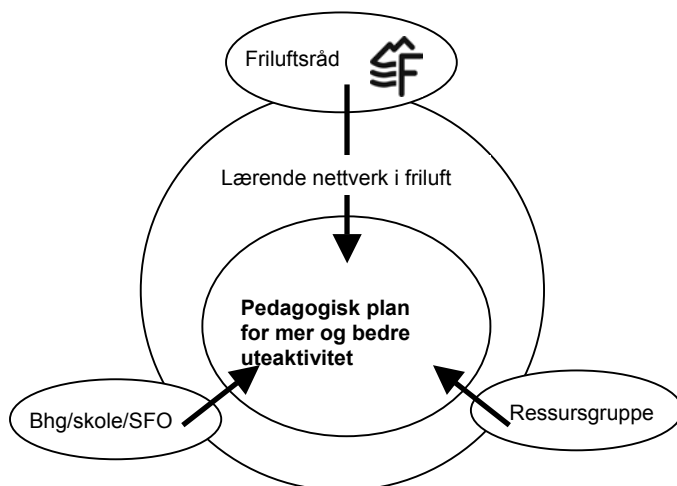 Friluftsråd
Lærende nettverk i friluft
Pedagogisk plan
for mer og bedre
uteaktivitet
Bhg/skole/SFO
Ressursgruppe